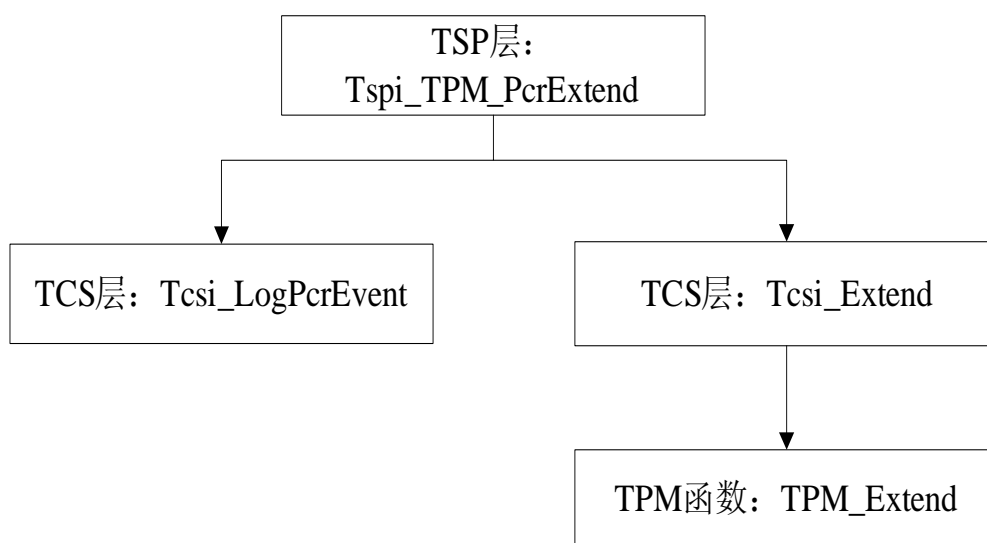 TSP层：
Tspi_TPM_PcrExtend
TCS层：Tcsi_LogPcrEvent
TCS层：Tcsi_Extend
TPM函数：TPM_Extend